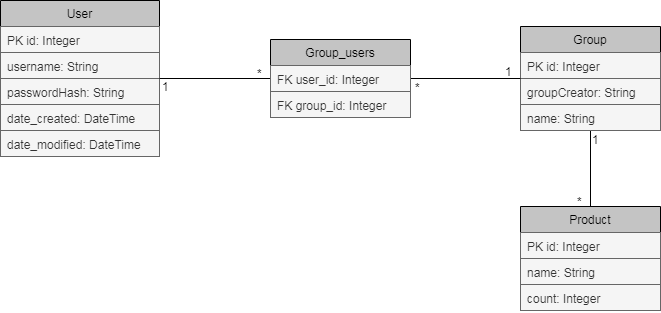 User
PK id: Integer
username: String
passwordHash: String
date_created: DateTime
date_modified: DateTime
1
*
Group_users
FK user_id: Integer
FK group_id: Integer
*
1
Group
PK id: Integer
groupCreator: String
name: String
1
*
Product
PK id: Integer
name: String
count: Integer